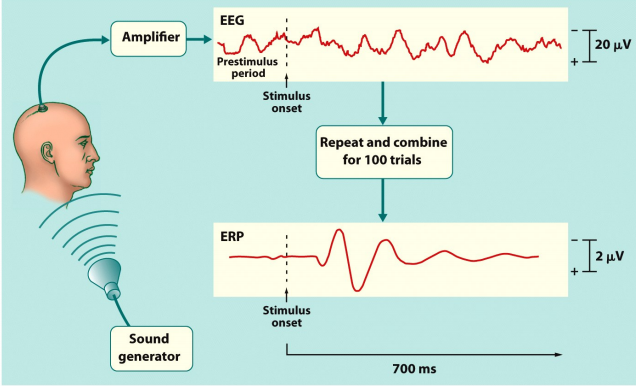 EEG
Amplifier
Prestimulus
period
Stimulus
onset
−
+
20 μV
Repeat and combine
for 100 trials
ERP
−
+
2 μV
Stimulus
onset
Sound
generator
700 ms